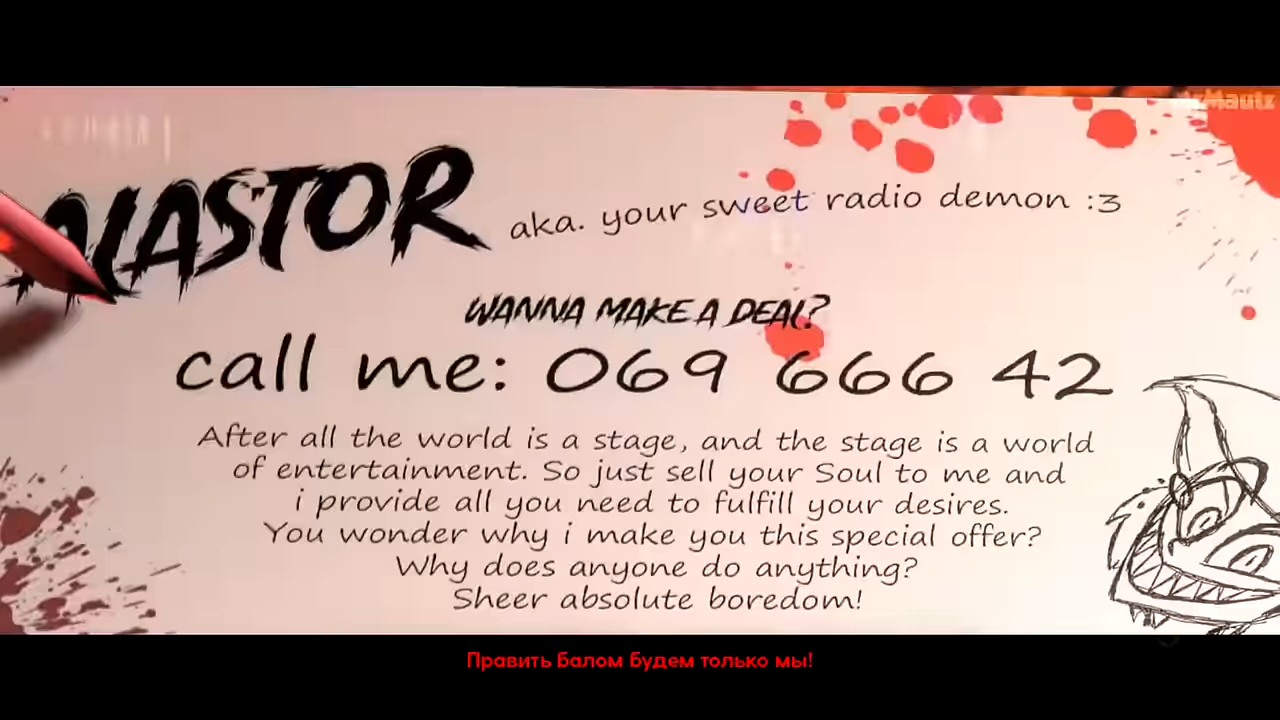 MrMautz
ALASTOR aka. your sweet radio demon :3
WANNA MAKE A DEAL?
call me: 069 666 42
After all the world is a stage, and the stage is a world
of entertainment. So just sell your Soul to me and
i provide all you need to fulfill your desires.
You wonder why i make you this special offer?
Why does anyone do anything?
Sheer absolute boredom!
Править балом будем только мы!